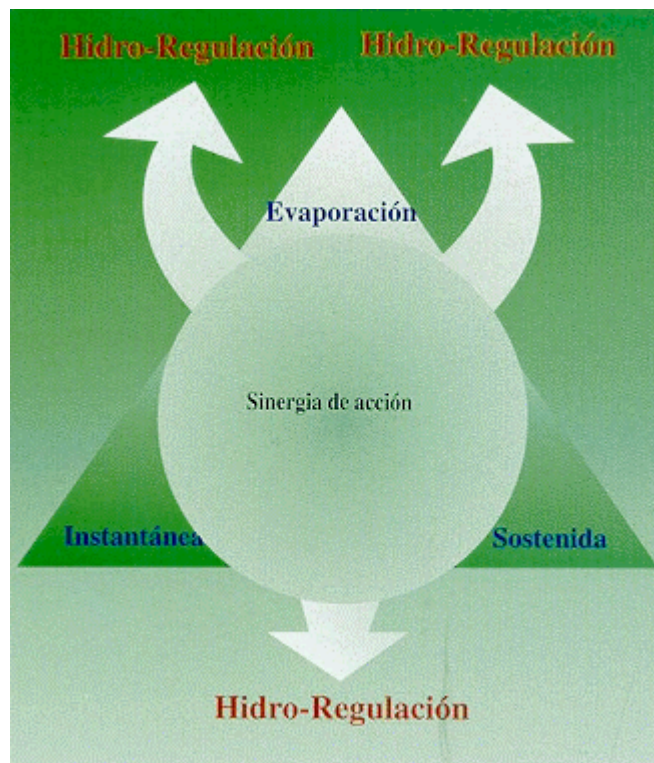 Hidro-Regulación Hidro-Regulación
Evaporación
Sinergia de acción
Instantánea Sostenida
Hidro-Regulación